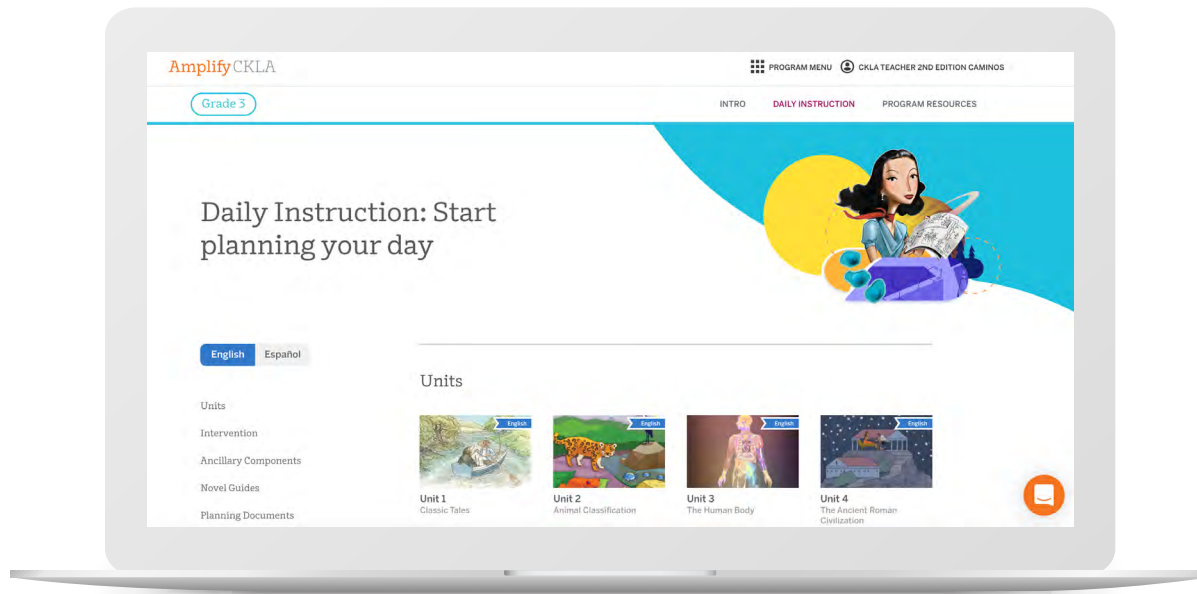 Amplify CKLA
PROGRAM MENU
CKLA TEACHER 2ND EDITION CAMINOS
Grade 3
INTRO
DAILY INSTRUCTION
PROGRAM RESOURCES
Daily Instruction: Start
planning your day
English
Español
Units
Intervention
Ancillary Components
Novel Guides
Planning Documents
Units
English
Unit 1
Classic Tales
English
Unit 2
Animal Classification
English
Unit 3
The Human Body
English
Unit 4
The Ancient Roman
Civilization